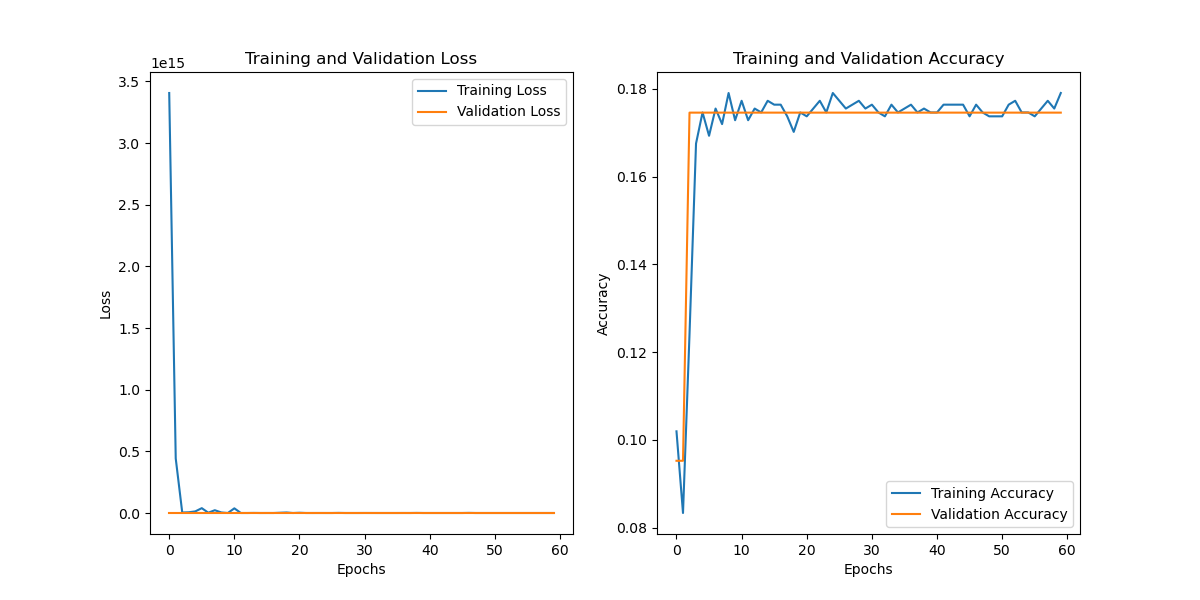 Training and Validation Loss
1e15
3.5
3.0
2.5
2.0
1.5
1.0
0.5
0.0
Loss
0
10
20
30
40
50
60
Epochs
Training Loss
Validation Loss
Training and Validation Accuracy
0.18
0.16
0.14
0.12
0.10
0.08
Accuracy
0
10
20
30
40
50
60
Epochs
Training Accuracy
Validation Accuracy